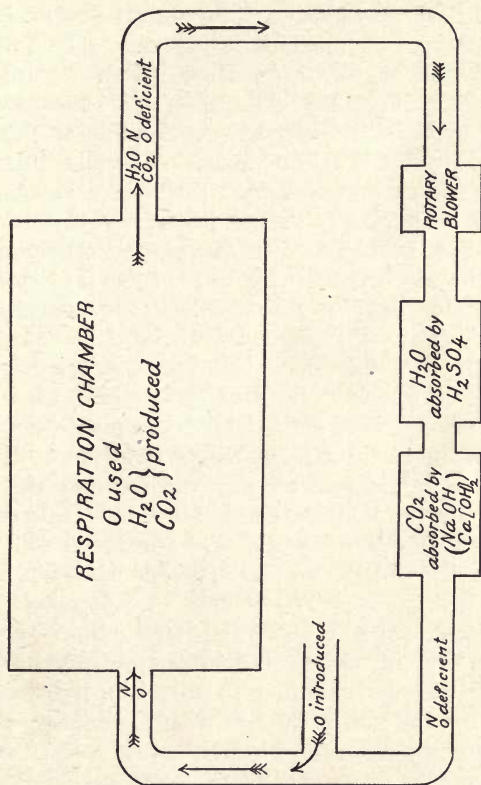 RESPIRATION CHAMBER
O used
H₂O } produced
CO₂
H₂O N
CO₂ O deficient
ROTARY
BLOWER
H₂O
absorbed by
H₂SO₄
CO₂
absorbed by
(Na OH
Ca[OH]₂)
N
O deficient
O introduced
N
O